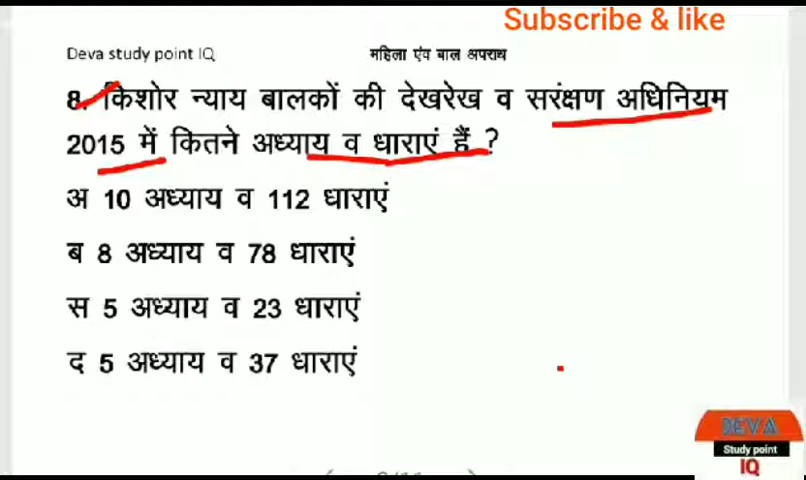 Subscribe & like
Deva study point IQ महिला एंव बाल अपराध
8. किशोर न्याय बालकों की देखरेख व सरंक्षण अधिनियम
2015 में कितने अध्याय व धाराएं हैं ?
अ 10 अध्याय व 112 धाराएं
ब 8 अध्याय व 78 धाराएं
स 5 अध्याय व 23 धाराएं
द 5 अध्याय व 37 धाराएं
DEVA
Study point
IQ